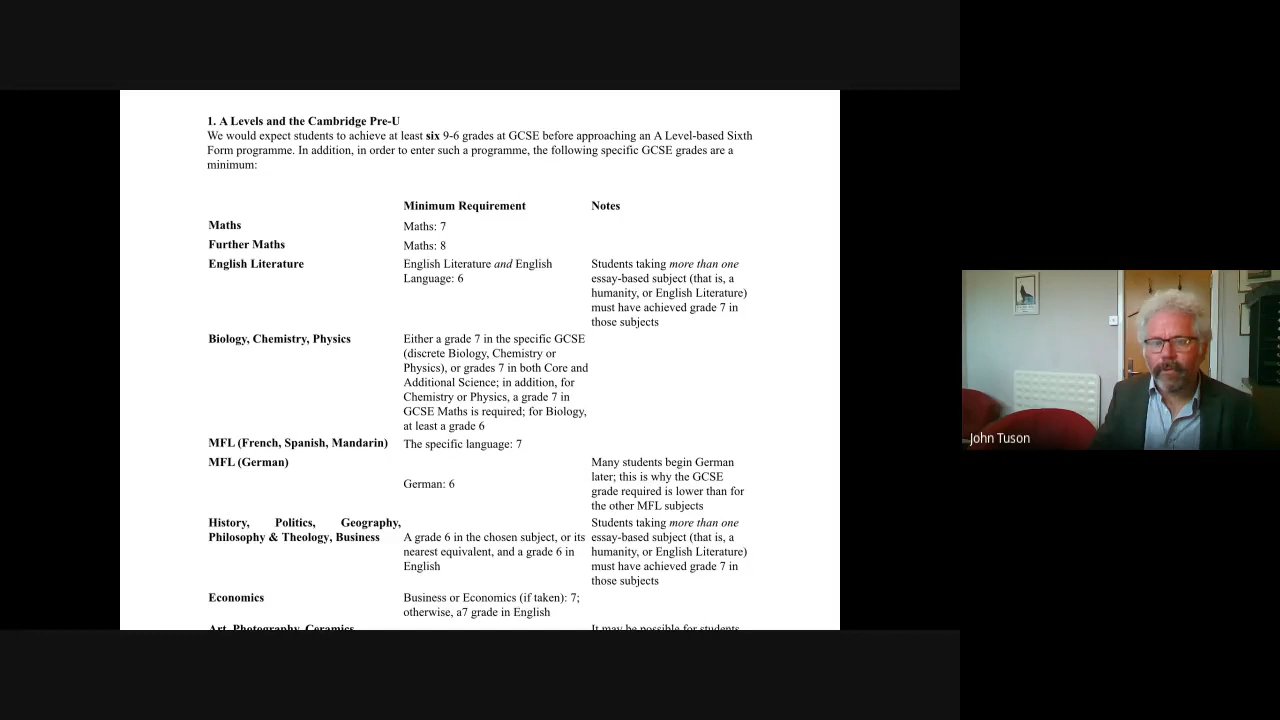 1. A Levels and the Cambridge Pre-U
We would expect students to achieve at least six 9-6 grades at GCSE before approaching an A Level-based Sixth
Form programme. In addition, in order to enter such a programme, the following specific GCSE grades are a
minimum:
Minimum Requirement Notes
Maths Maths: 7
Further Maths Maths: 8
English Literature English Literature and English Students taking more than one
Language: 6 essay-based subject (that is, a
humanity, or English Literature)
must have achieved grade 7 in
those subjects
Biology, Chemistry, Physics Either a grade 7 in the specific GCSE
(discrete Biology, Chemistry or
Physics), or grades 7 in both Core and
Additional Science; in addition, for
Chemistry or Physics, a grade 7 in
GCSE Maths is required; for Biology,
at least a grade 6
MFL (French, Spanish, Mandarin) The specific language: 7
MFL (German) Many students begin German
later; this is why the GCSE
German: 6 grade required is lower than for
the other MFL subjects
History, Politics, Geography, Students taking more than one
Philosophy & Theology, Business A grade 6 in the chosen subject, or its essay-based subject (that is, a
nearest equivalent, and a grade 6 in humanity, or English Literature)
English must have achieved grade 7 in
those subjects
Economics Business or Economics (if taken): 7;
otherwise, a7 grade in English
Art, Photography, Ceramics It may be possible for students
John Tuson